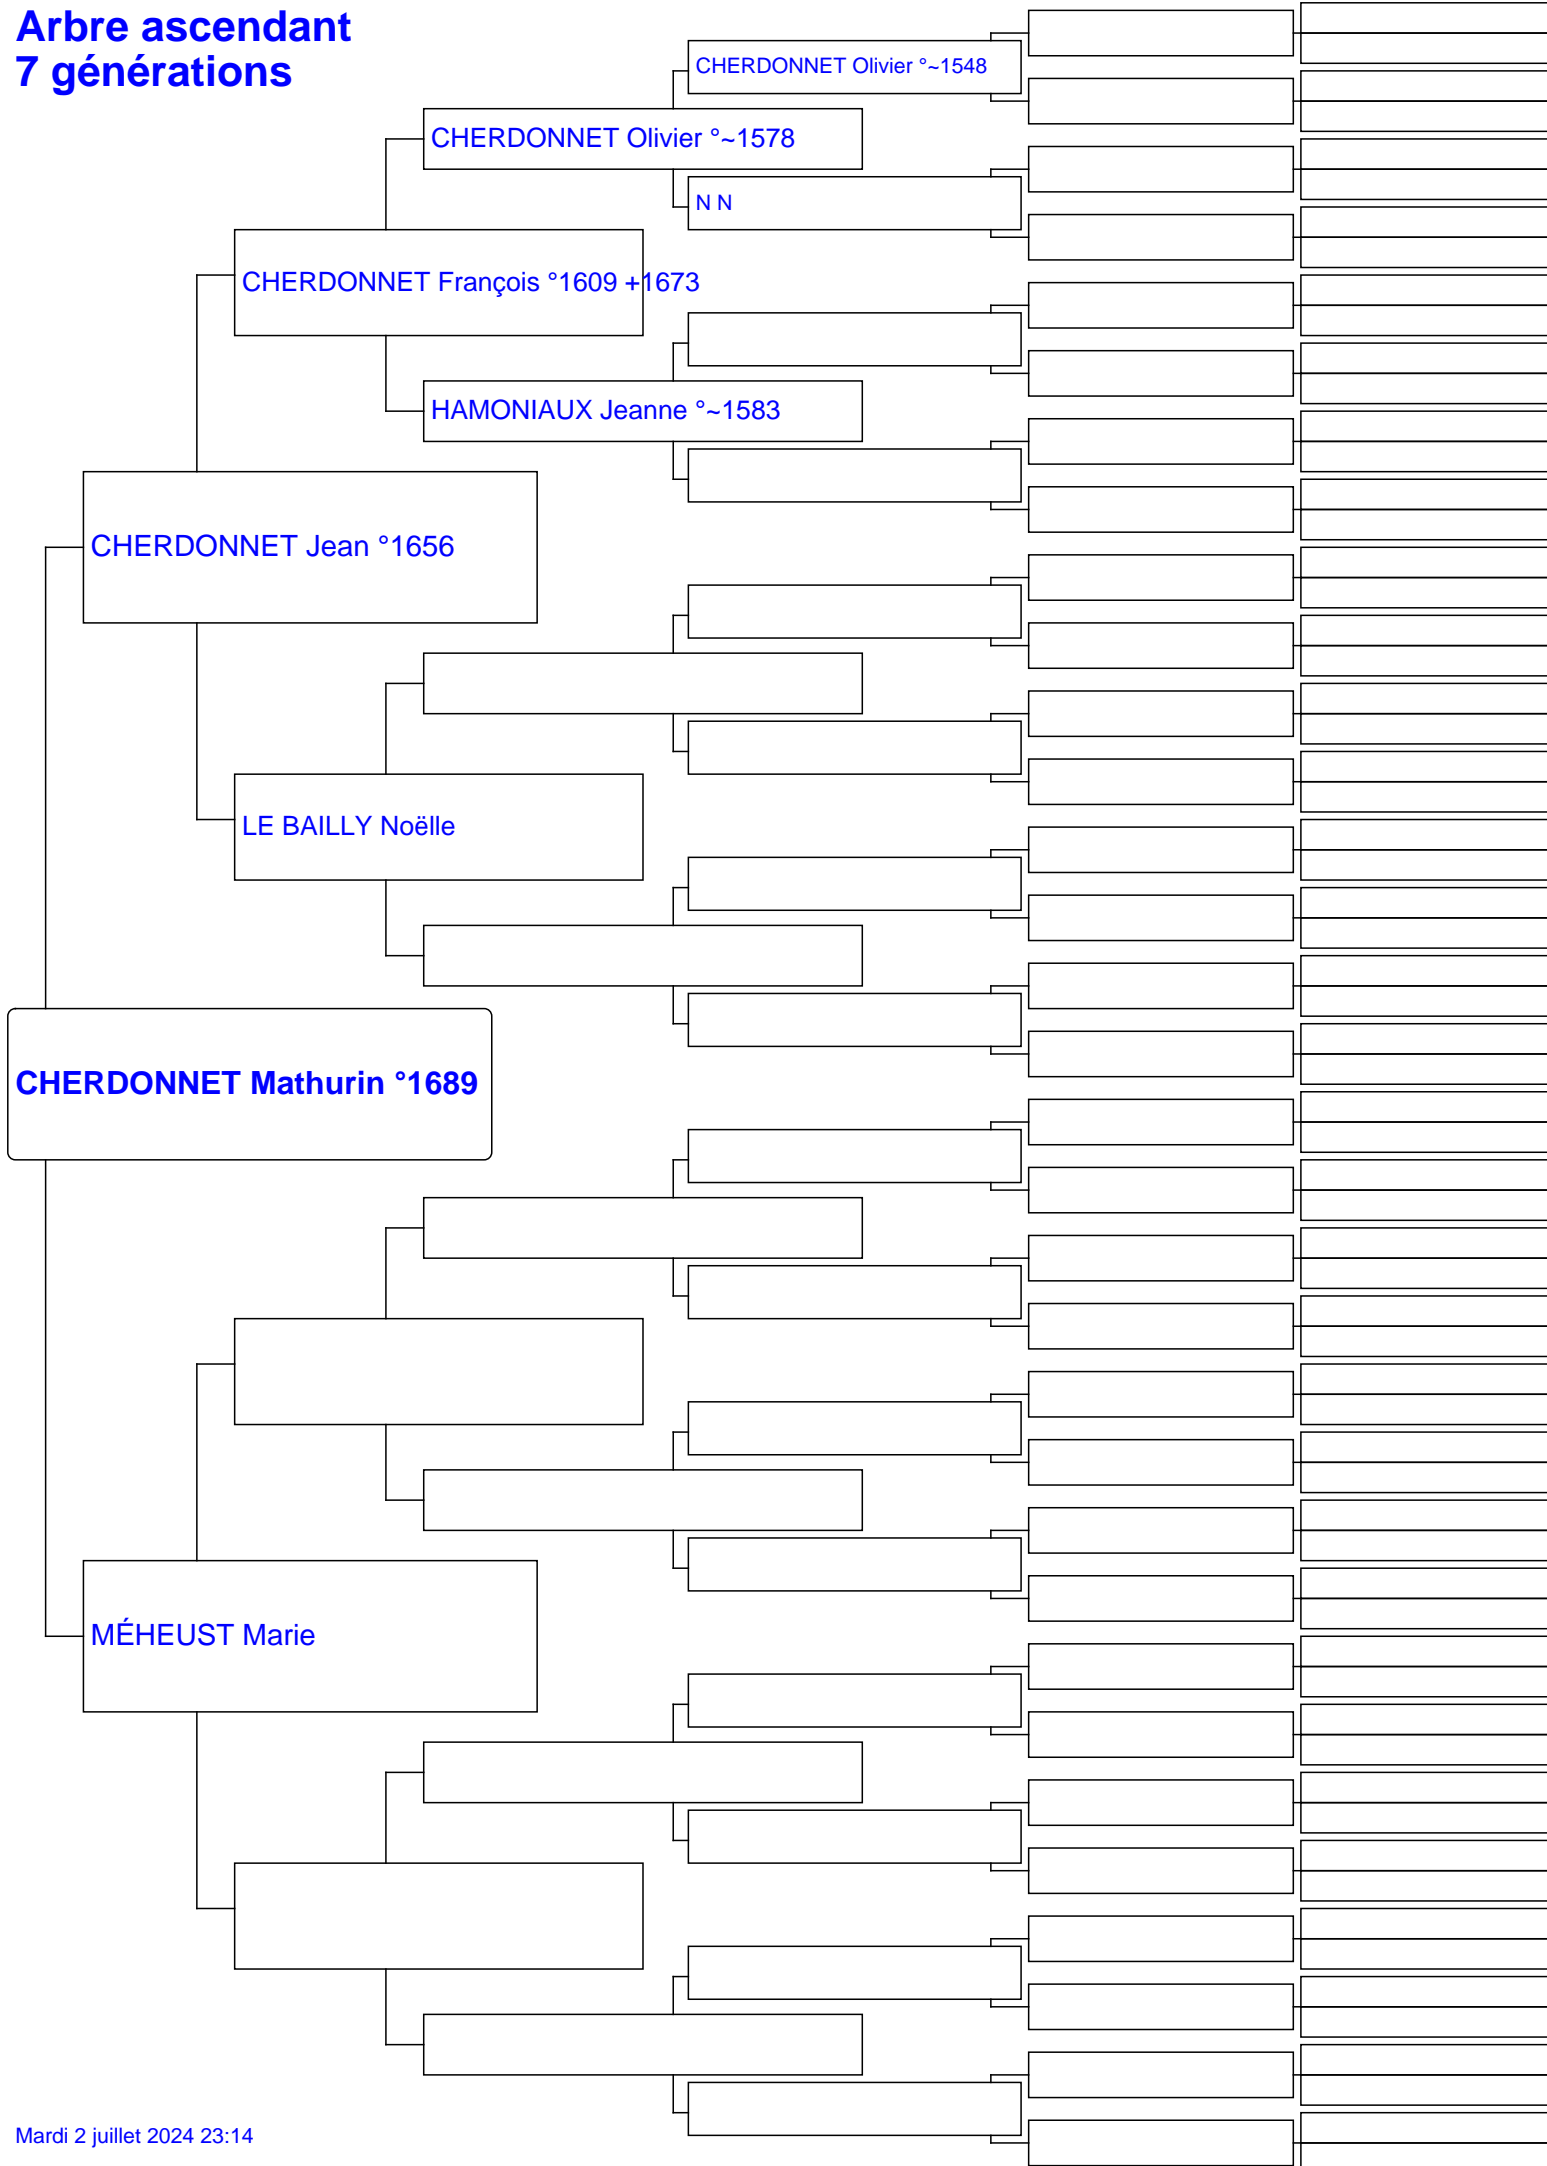 Arbre ascendant
7 générations
CHERDONNET Olivier °~1548
CHERDONNET Olivier °~1578
N N
CHERDONNET François °1609 +1673
HAMONIAUX Jeanne °~1583
CHERDONNET Jean °1656
LE BAILLY Noëlle
CHERDONNET Mathurin °1689
MÉHEUST Marie
Mardi 2 juillet 2024 23:14